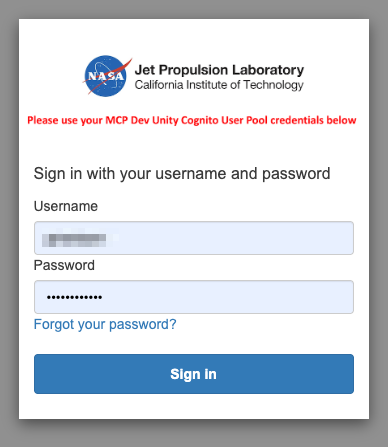 NASA
Jet Propulsion Laboratory
California Institute of Technology
Please use your MCP Dev Unity Cognito User Pool credentials below
Sign in with your username and password
Username
Password
••••••••••••
Forgot your password?
Sign in